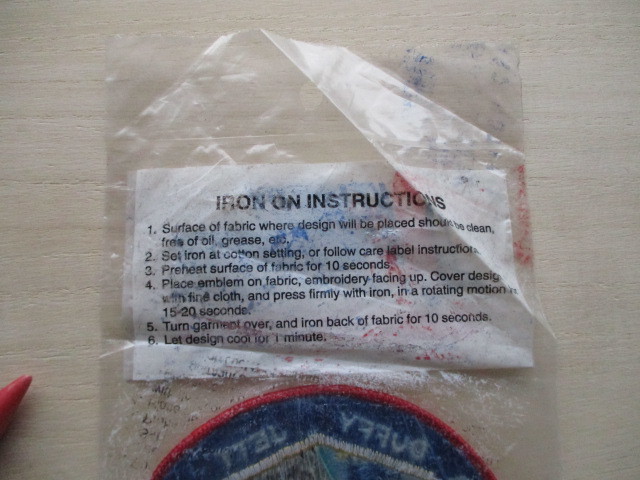 IRON ON INSTRUCTIONS
1. Surface of fabric where design will be placed should be clean,
free of oil, grease, etc.
2. Set iron at cotton setting, or follow care label instruction
3. Preheat surface of fabric for 10 seconds.
4. Place emblem on fabric, embroidery facing up. Cover desig
with fine cloth, and press firmly with iron, in a rotating motion
15-20 seconds.
5. Turn garment over, and iron back of fabric for 10 seconds.
6. Let design cool for 1 minute.
DUFFY